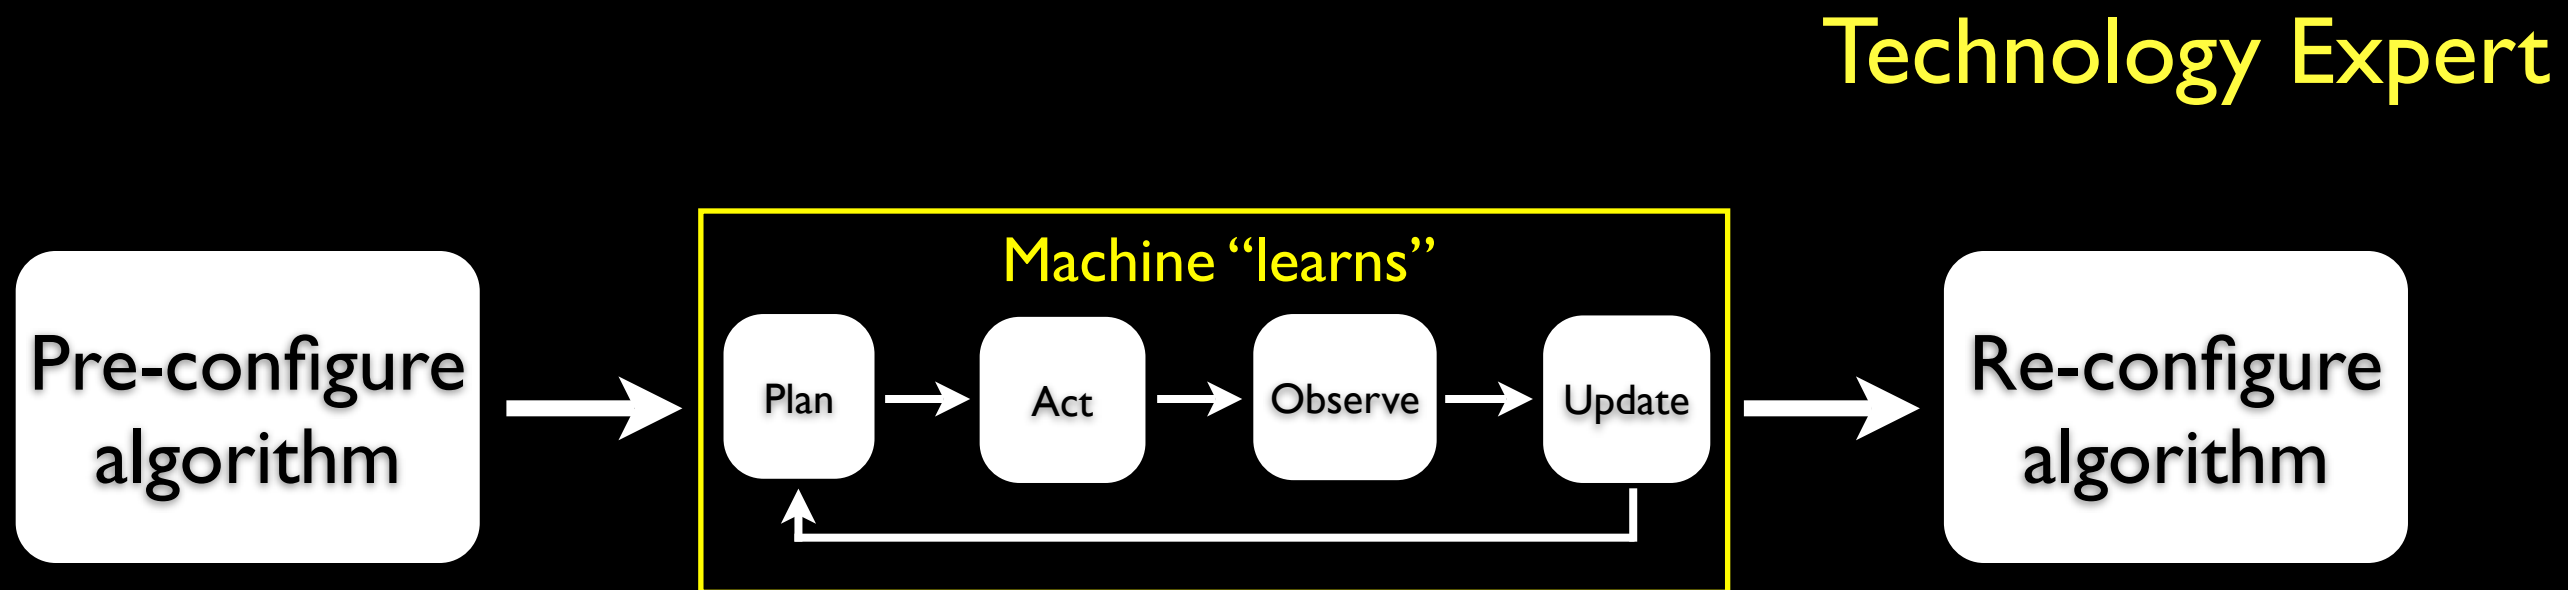 Technology Expert
Machine “learns”
Pre-configure
algorithm
Plan
Act
Observe
Update
Re-configure
algorithm